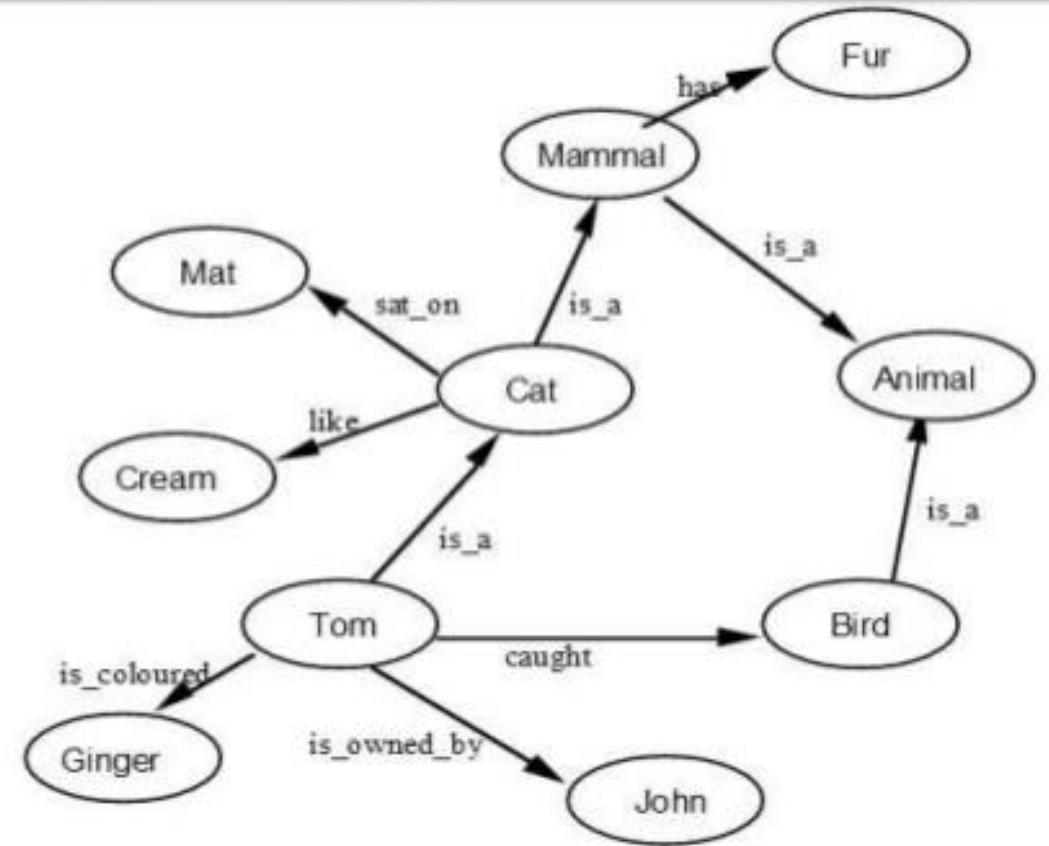 Fur
has
Mammal
is_a
Mat
sat_on
is_a
Animal
Cat
like
Cream
is_a
is_a
Tom
Bird
caught
is_coloured
is_owned_by
Ginger
John